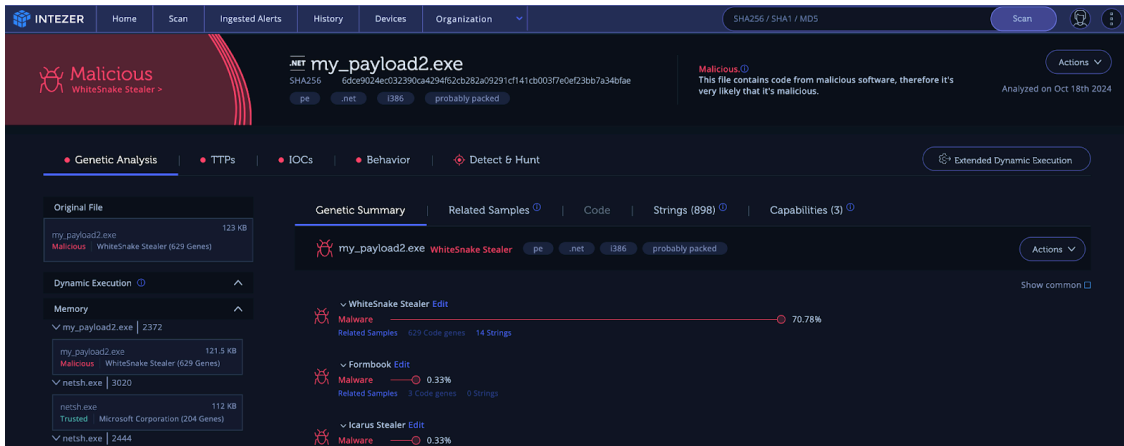 INTEZER Home Scan Ingested Alerts History Devices Organization SHA256 / SHA1 / MD5 Scan
Malicious
WhiteSnake Stealer >
.NET my_payload2.exe
SHA256 6dce9024ec032390ca4294f62cb282a09291cf141cb003f7e0ef23bb7a34bfae
pe .net i386 probably packed
Malicious.
This file contains code from malicious software, therefore it's
very likely that it's malicious.
Actions
Analyzed on Oct 18th 2024
Genetic Analysis TTPs IOCs Behavior Detect & Hunt Extended Dynamic Execution
Original File
my_payload2.exe 123 KB
Malicious WhiteSnake Stealer (629 Genes)
Dynamic Execution
Memory
my_payload2.exe 2372
my_payload2.exe 121.5 KB
Malicious WhiteSnake Stealer (629 Genes)
netsh.exe 3020
netsh.exe 112 KB
Trusted Microsoft Corporation (204 Genes)
netsh.exe 2444
Genetic Summary Related Samples Code Strings (898) Capabilities (3)
my_payload2.exe WhiteSnake Stealer pe .net i386 probably packed Actions
Show common
WhiteSnake Stealer Edit
Malware 70.78%
Related Samples 629 Code genes 14 Strings
Formbook Edit
Malware 0.33%
Related Samples 3 Code genes 0 Strings
Icarus Stealer Edit
Malware 0.33%